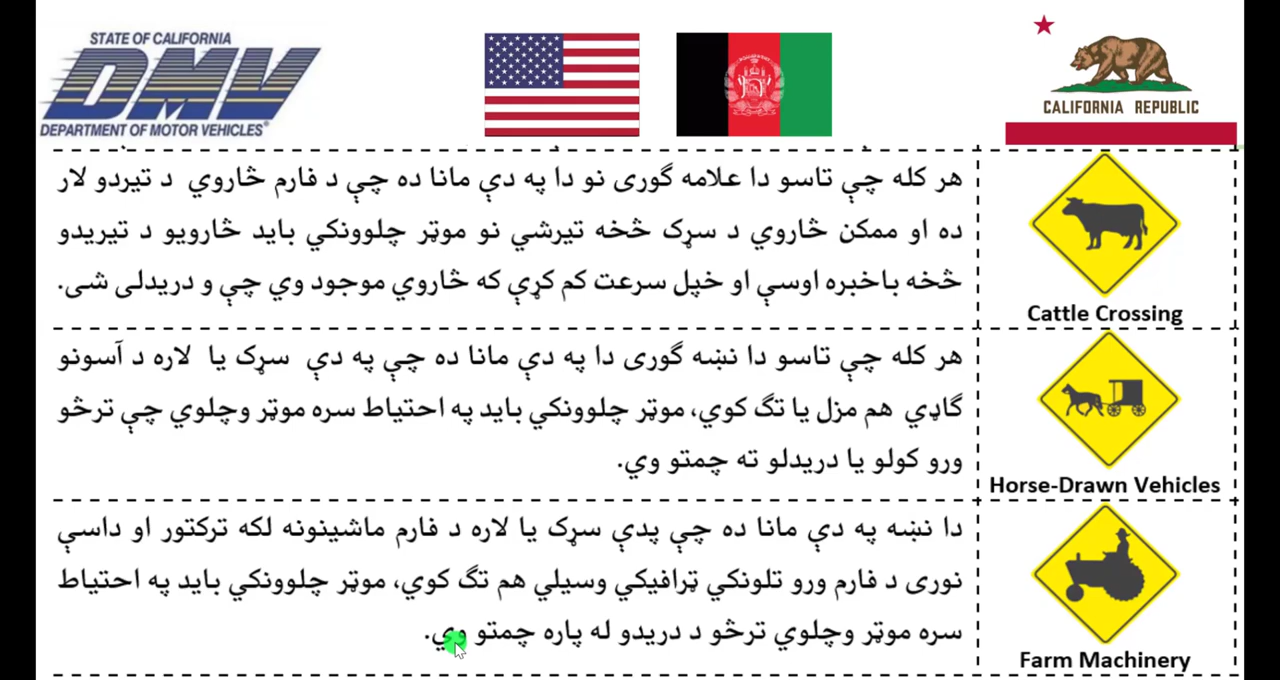 STATE OF CALIFORNIA
DMV
DEPARTMENT OF MOTOR VEHICLES®
CALIFORNIA REPUBLIC
هر کله چې تاسو دا علامه گوری نو دا په دې مانا ده چې د فارم څاروي د تیردو لار
ده او ممکن څاروي د سړک څخه تیرشي نو موټر چلوونکي باید څارویو د تیریدو
څخه باخبره اوسې او خپل سرعت کم کړې که څاروي موجود وي چې و دریدلی شی.
Cattle Crossing
هر کله چې تاسو دا نښه گوری دا په دې مانا ده چې په دې سړک یا لاره د آسونو
گاډي هم مزل یا تگ کوي، موټر چلوونکي باید په احتیاط سره موټر وچلوي چې ترڅو
ورو کولو یا دریدلو ته چمتو وي.
Horse-Drawn Vehicles
دا نښه په دې مانا ده چې پدې سړک یا لاره د فارم ماشینونه لکه ترکتور او داسې
نوری د فارم ورو تلونکي ټرافیکي وسیلي هم تگ کوي، موټر چلوونکي باید په احتیاط
سره موټر وچلوي ترڅو د دریدو له پاره چمتو وي.
Farm Machinery